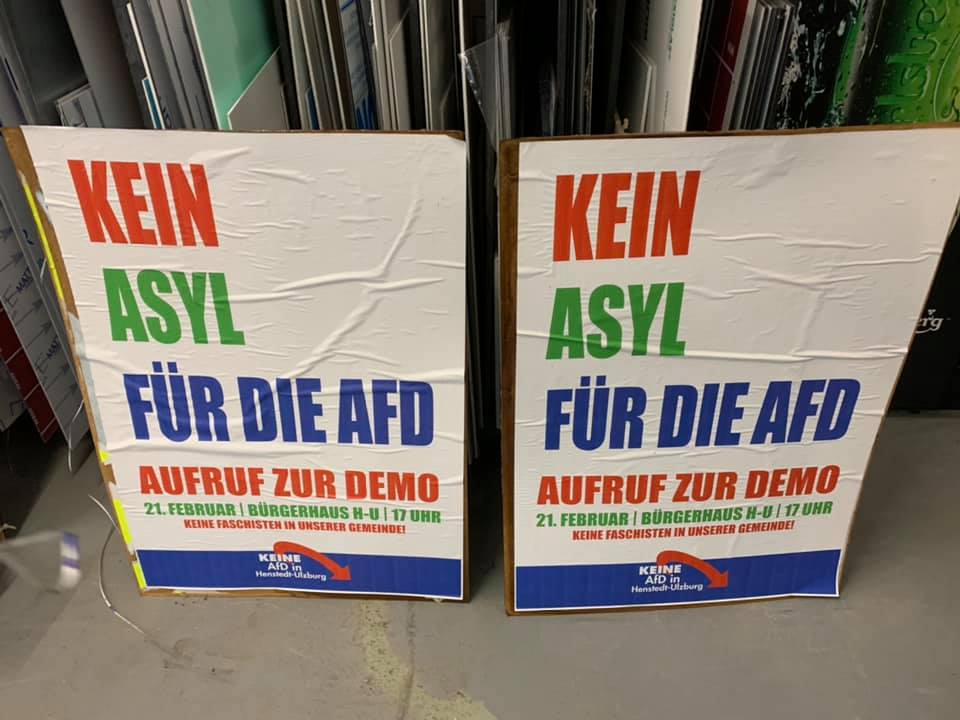 KEIN
ASYL
FÜR DIE AFD
AUFRUF ZUR DEMO
21. FEBRUAR | BÜRGERHAUS H-U | 17 UHR
KEINE FASCHISTEN IN UNSERER GEMEINDE!
KEINE
AfD in
Henstedt-Ulzburg
KEIN
ASYL
FÜR DIE AFD
AUFRUF ZUR DEMO
21. FEBRUAR | BÜRGERHAUS H-U | 17 UHR
KEINE FASCHISTEN IN UNSERER GEMEINDE!
KEINE
AfD in
Henstedt-Ulzburg